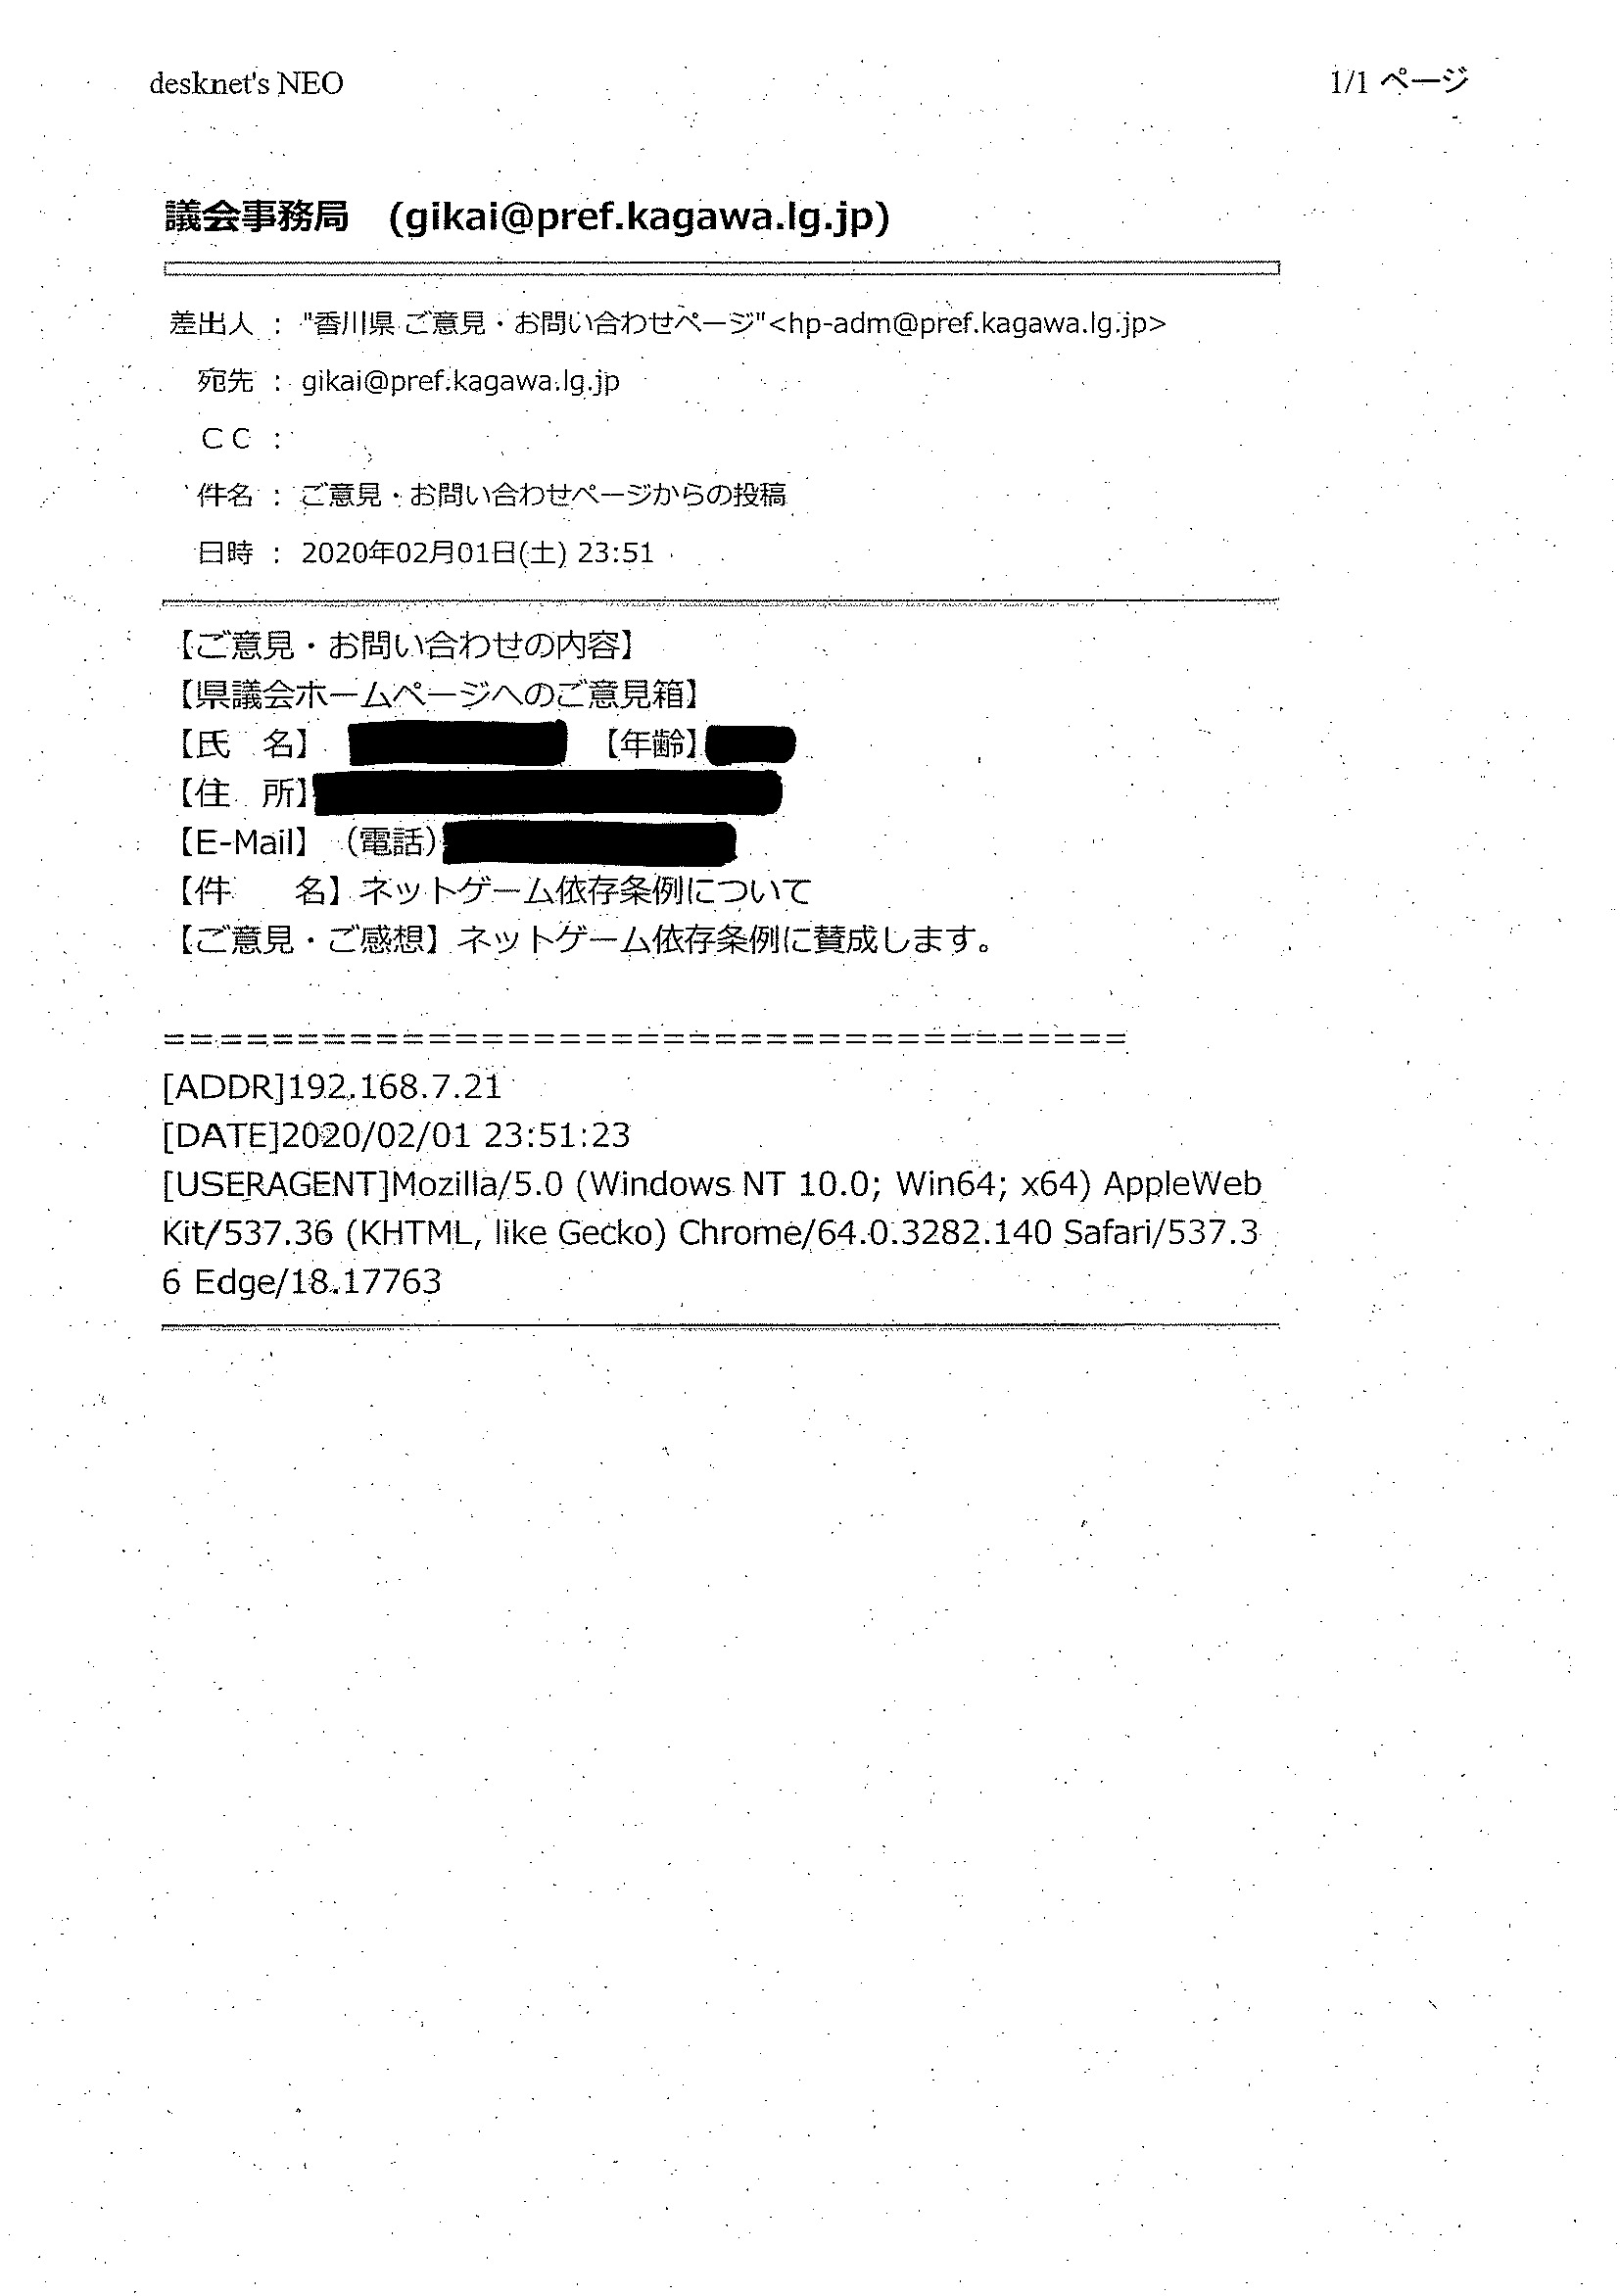 desknet's NEO
1/1 ページ
議会事務局　(gikai@pref.kagawa.lg.jp)
差出人 : "香川県 ご意見・お問い合わせページ"<hp-adm@pref.kagawa.lg.jp>
宛先 : gikai@pref.kagawa.lg.jp
ＣＣ :
件名 : ご意見・お問い合わせページからの投稿
日時 : 2020年02月01日(土) 23:51
【ご意見・お問い合わせの内容】
【県議会ホームページへのご意見箱】
【氏　名】　【年齢】
【住　所】
【E-Mail】（電話）
【件　　名】ネットゲーム依存条例について
【ご意見・ご感想】ネットゲーム依存条例に賛成します。
=====================================
[ADDR]192.168.7.21
[DATE]2020/02/01 23:51:23
[USERAGENT]Mozilla/5.0 (Windows NT 10.0; Win64; x64) AppleWeb
Kit/537.36 (KHTML, like Gecko) Chrome/64.0.3282.140 Safari/537.3
6 Edge/18.17763